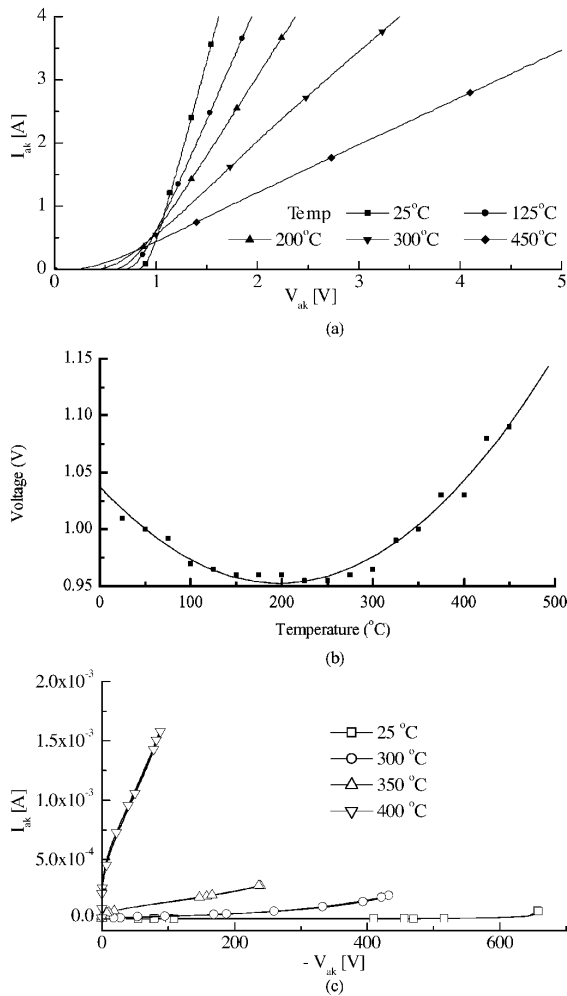 4
3
2
1
0
I_ak [A]
Temp
25°C
125°C
200°C
300°C
450°C
0 1 2 3 4 5
V_ak [V]
(a)
1.15
1.10
1.05
1.00
0.95
Voltage (V)
0 100 200 300 400 500
Temperature (°C)
(b)
2.0x10⁻³
1.5x10⁻³
1.0x10⁻³
5.0x10⁻⁴
0.0
I_ak [A]
25 °C
300 °C
350 °C
400 °C
0 200 400 600
- V_ak [V]
(c)